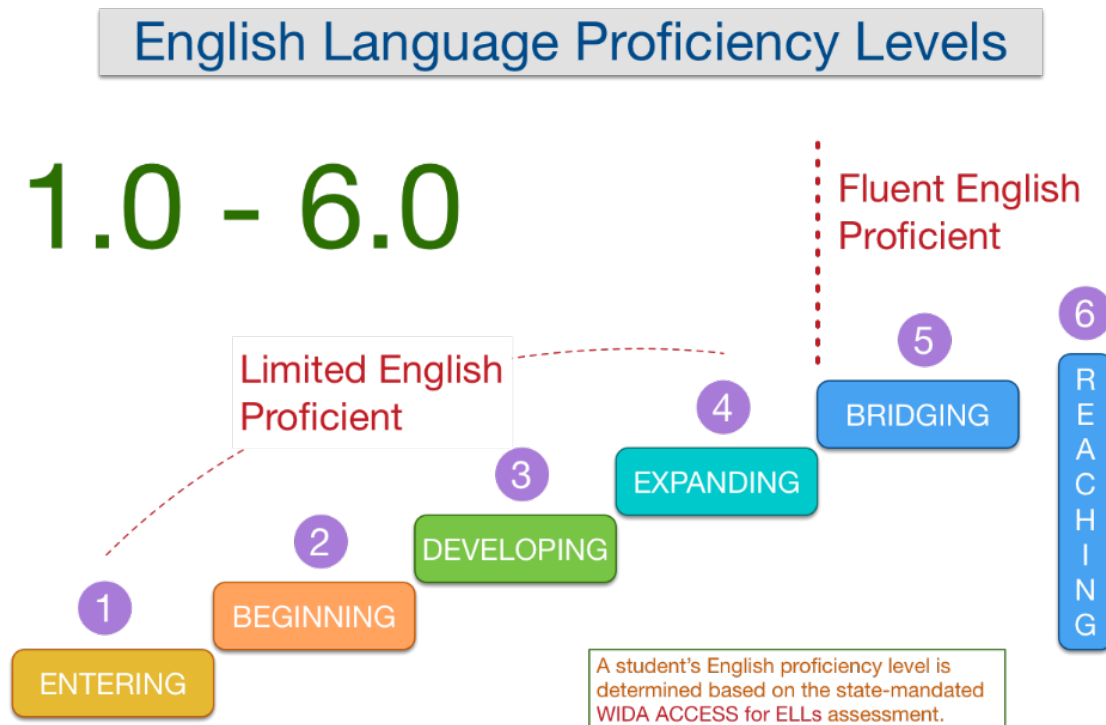 English Language Proficiency Levels
1.0 - 6.0
Fluent English
Proficient
Limited English
Proficient
1
ENTERING
2
BEGINNING
3
DEVELOPING
4
EXPANDING
5
BRIDGING
6
REACHING
A student’s English proficiency level is
determined based on the state-mandated
WIDA ACCESS for ELLs assessment.